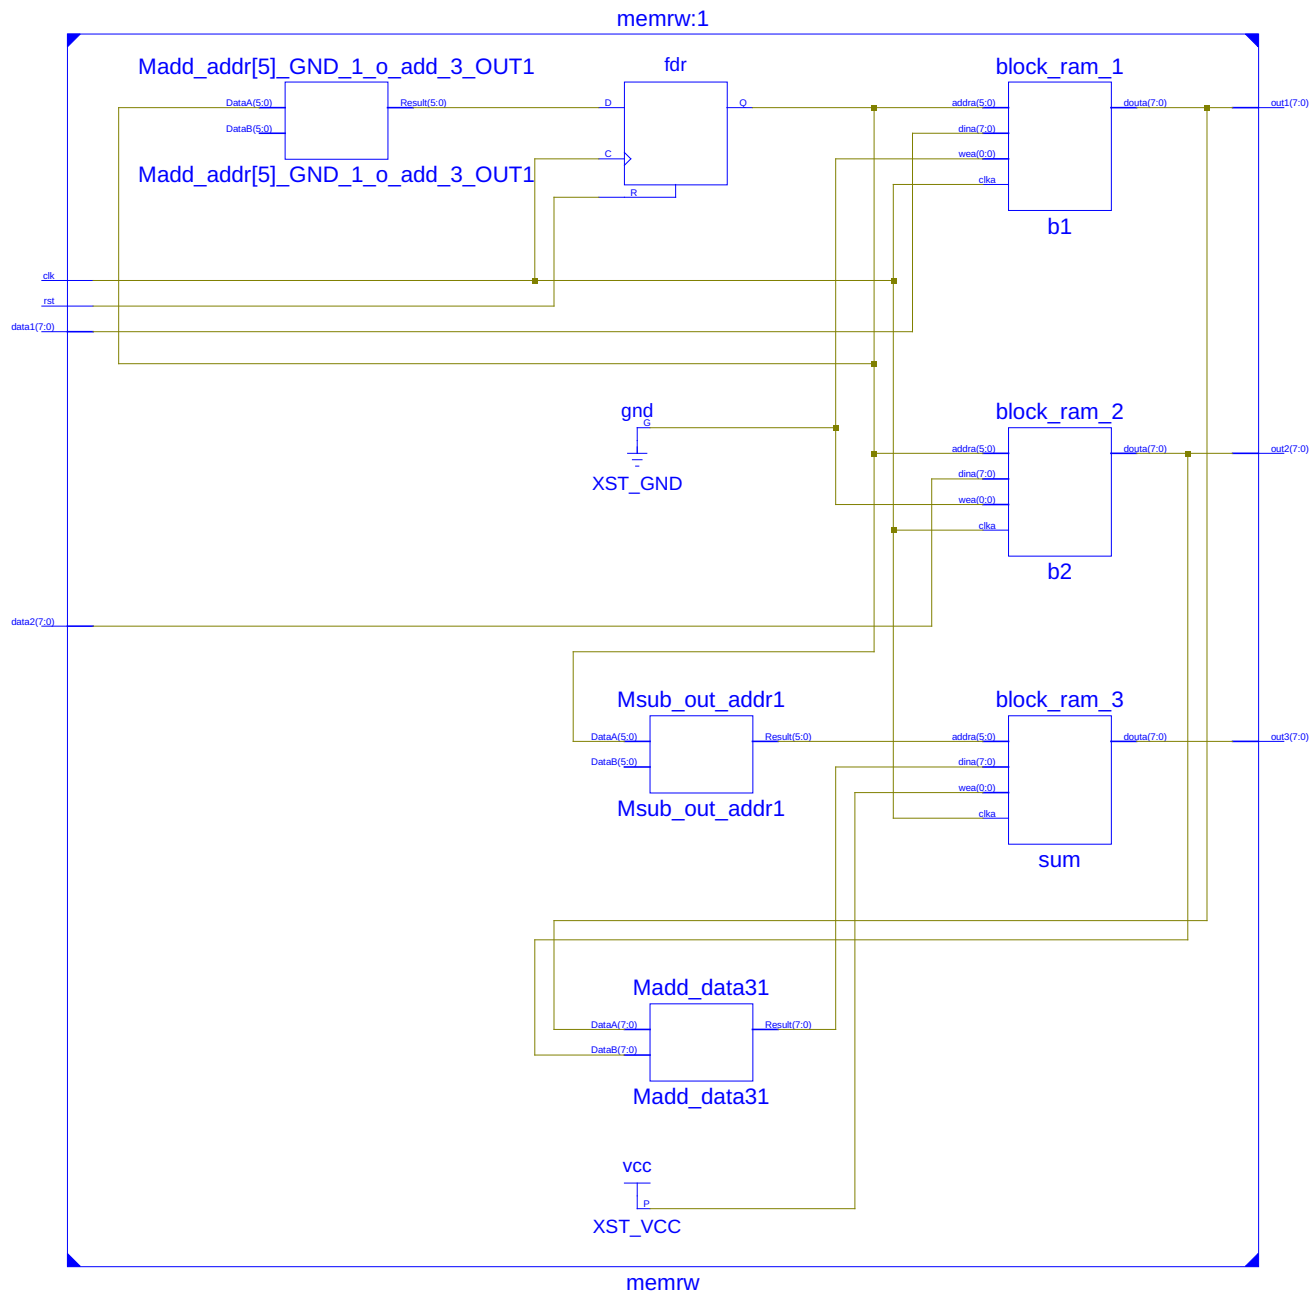 memrw:1
Madd_addr[5]_GND_1_o_add_3_OUT1
fdr
block_ram_1
DataA(5:0)
Result(5:0)
D
Q
addra(5:0)
douta(7:0)
out1(7:0)
DataB(5:0)
dina(7:0)
C
wea(0:0)
Madd_addr[5]_GND_1_o_add_3_OUT1
clka
R
b1
clk
rst
data1(7:0)
gnd
block_ram_2
G
addra(5:0)
douta(7:0)
out2(7:0)
dina(7:0)
XST_GND
wea(0:0)
clka
b2
data2(7:0)
Msub_out_addr1
block_ram_3
DataA(5:0)
Result(5:0)
addra(5:0)
douta(7:0)
out3(7:0)
DataB(5:0)
dina(7:0)
wea(0:0)
Msub_out_addr1
clka
sum
Madd_data31
DataA(7:0)
Result(7:0)
DataB(7:0)
Madd_data31
vcc
P
XST_VCC
memrw